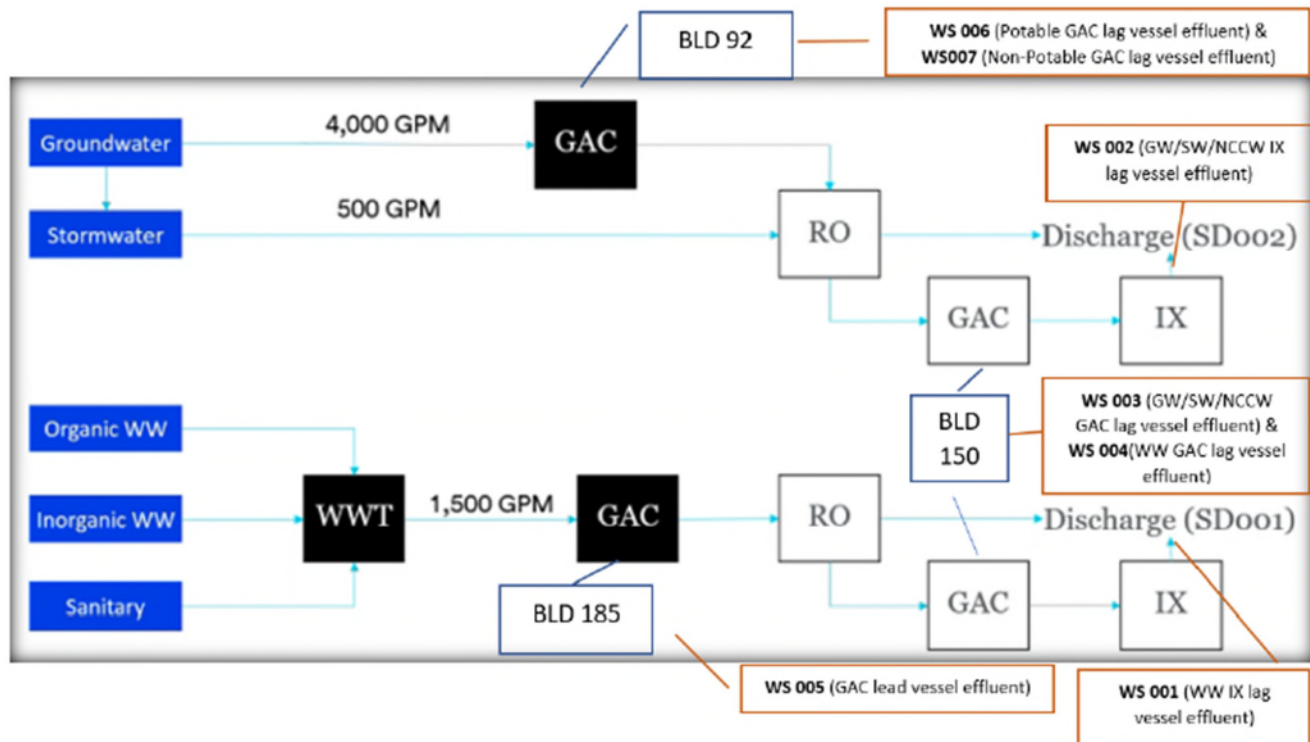 BLD 92
WS 006 (Potable GAC lag vessel effluent) &
WS007 (Non-Potable GAC lag vessel effluent)
Groundwater
4,000 GPM
GAC
WS 002 (GW/SW/NCCW IX
lag vessel effluent)
Stormwater
500 GPM
RO
Discharge (SD002)
GAC
IX
BLD
150
WS 003 (GW/SW/NCCW
GAC lag vessel effluent) &
WS 004(WW GAC lag vessel
effluent)
Organic WW
Inorganic WW
WWT
1,500 GPM
GAC
RO
Discharge (SD001)
Sanitary
BLD 185
GAC
IX
WS 005 (GAC lead vessel effluent)
WS 001 (WW IX lag
vessel effluent)